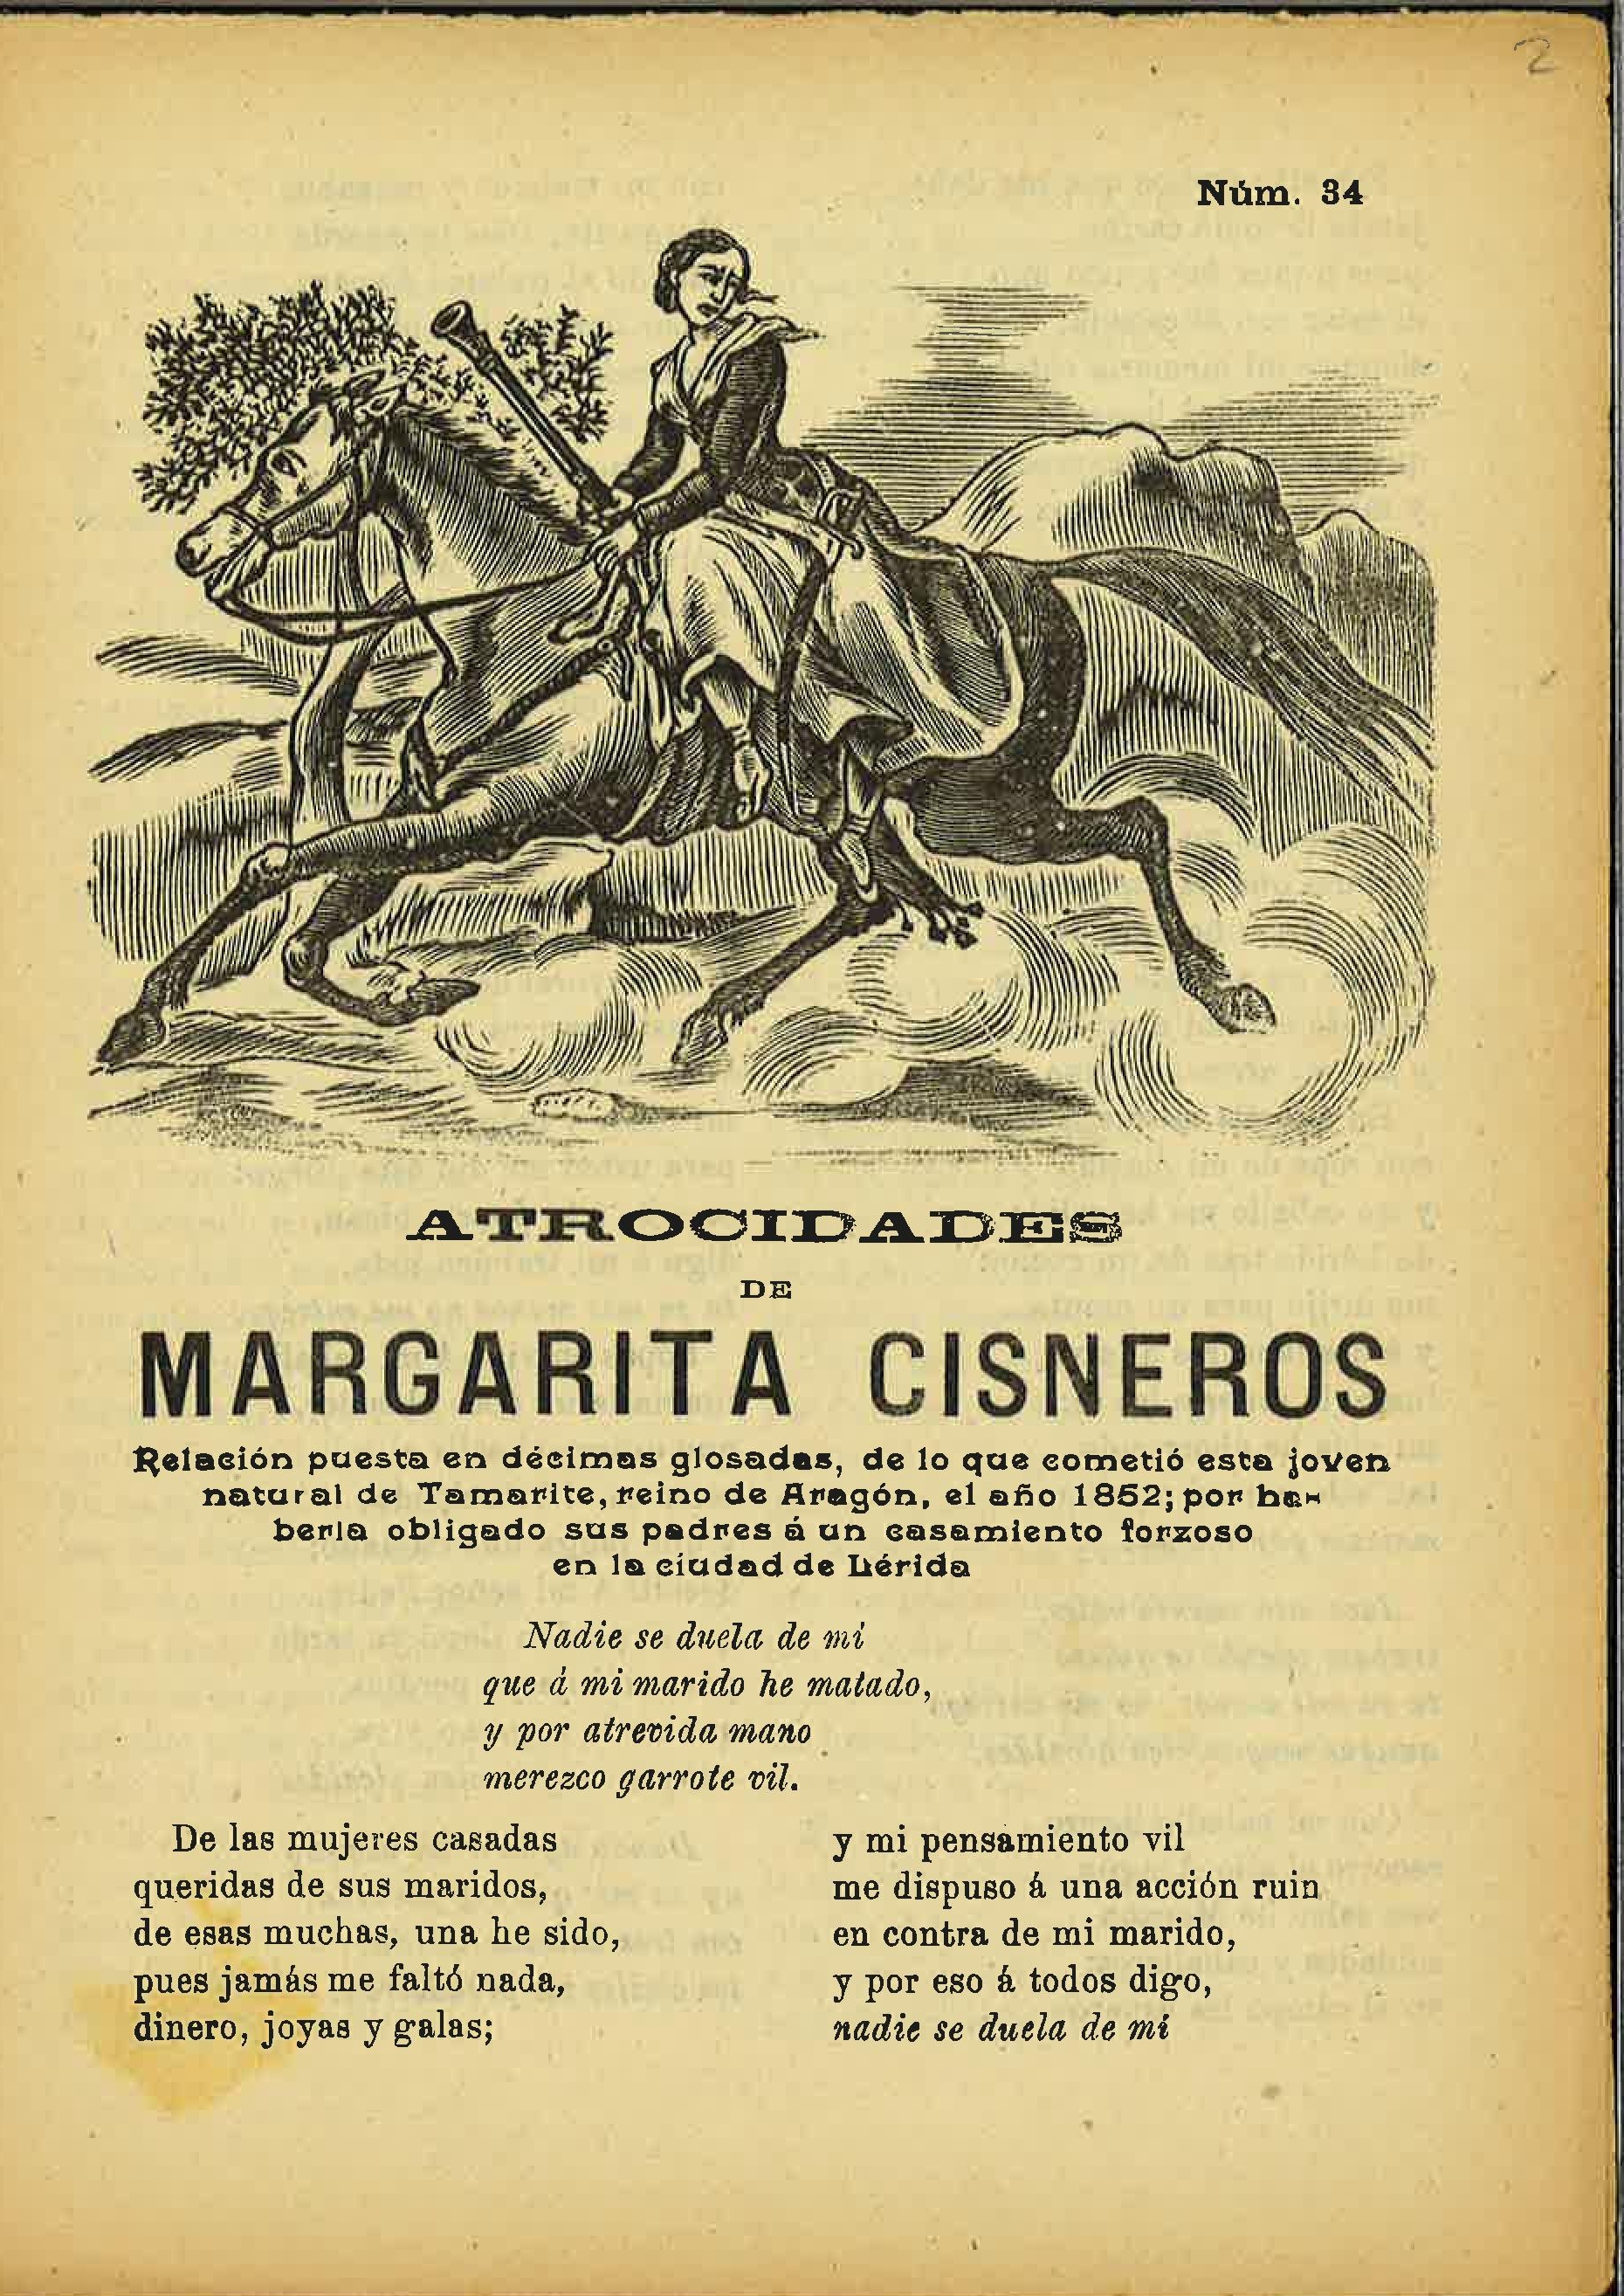 2
Núm. 34
ATROCIDADES
DE
MARGARITA CISNEROS
Relación puesta en décimas glosadas, de lo que cometió esta joven
natural de Tamarite, reino de Aragón, el año 1852; por ha-
berla obligado sus padres á un casamiento forzoso
en la ciudad de Lérida
Nadie se duela de mi
que á mi marido he matado,
y por atrevida mano
merezco garrote vil.
De las mujeres casadas
queridas de sus maridos,
de esas muchas, una he sido,
pues jamás me faltó nada,
dinero, joyas y galas;
y mi pensamiento vil
me dispuso á una acción ruin
en contra de mi marido,
y por eso á todos digo,
nadie se duela de mi